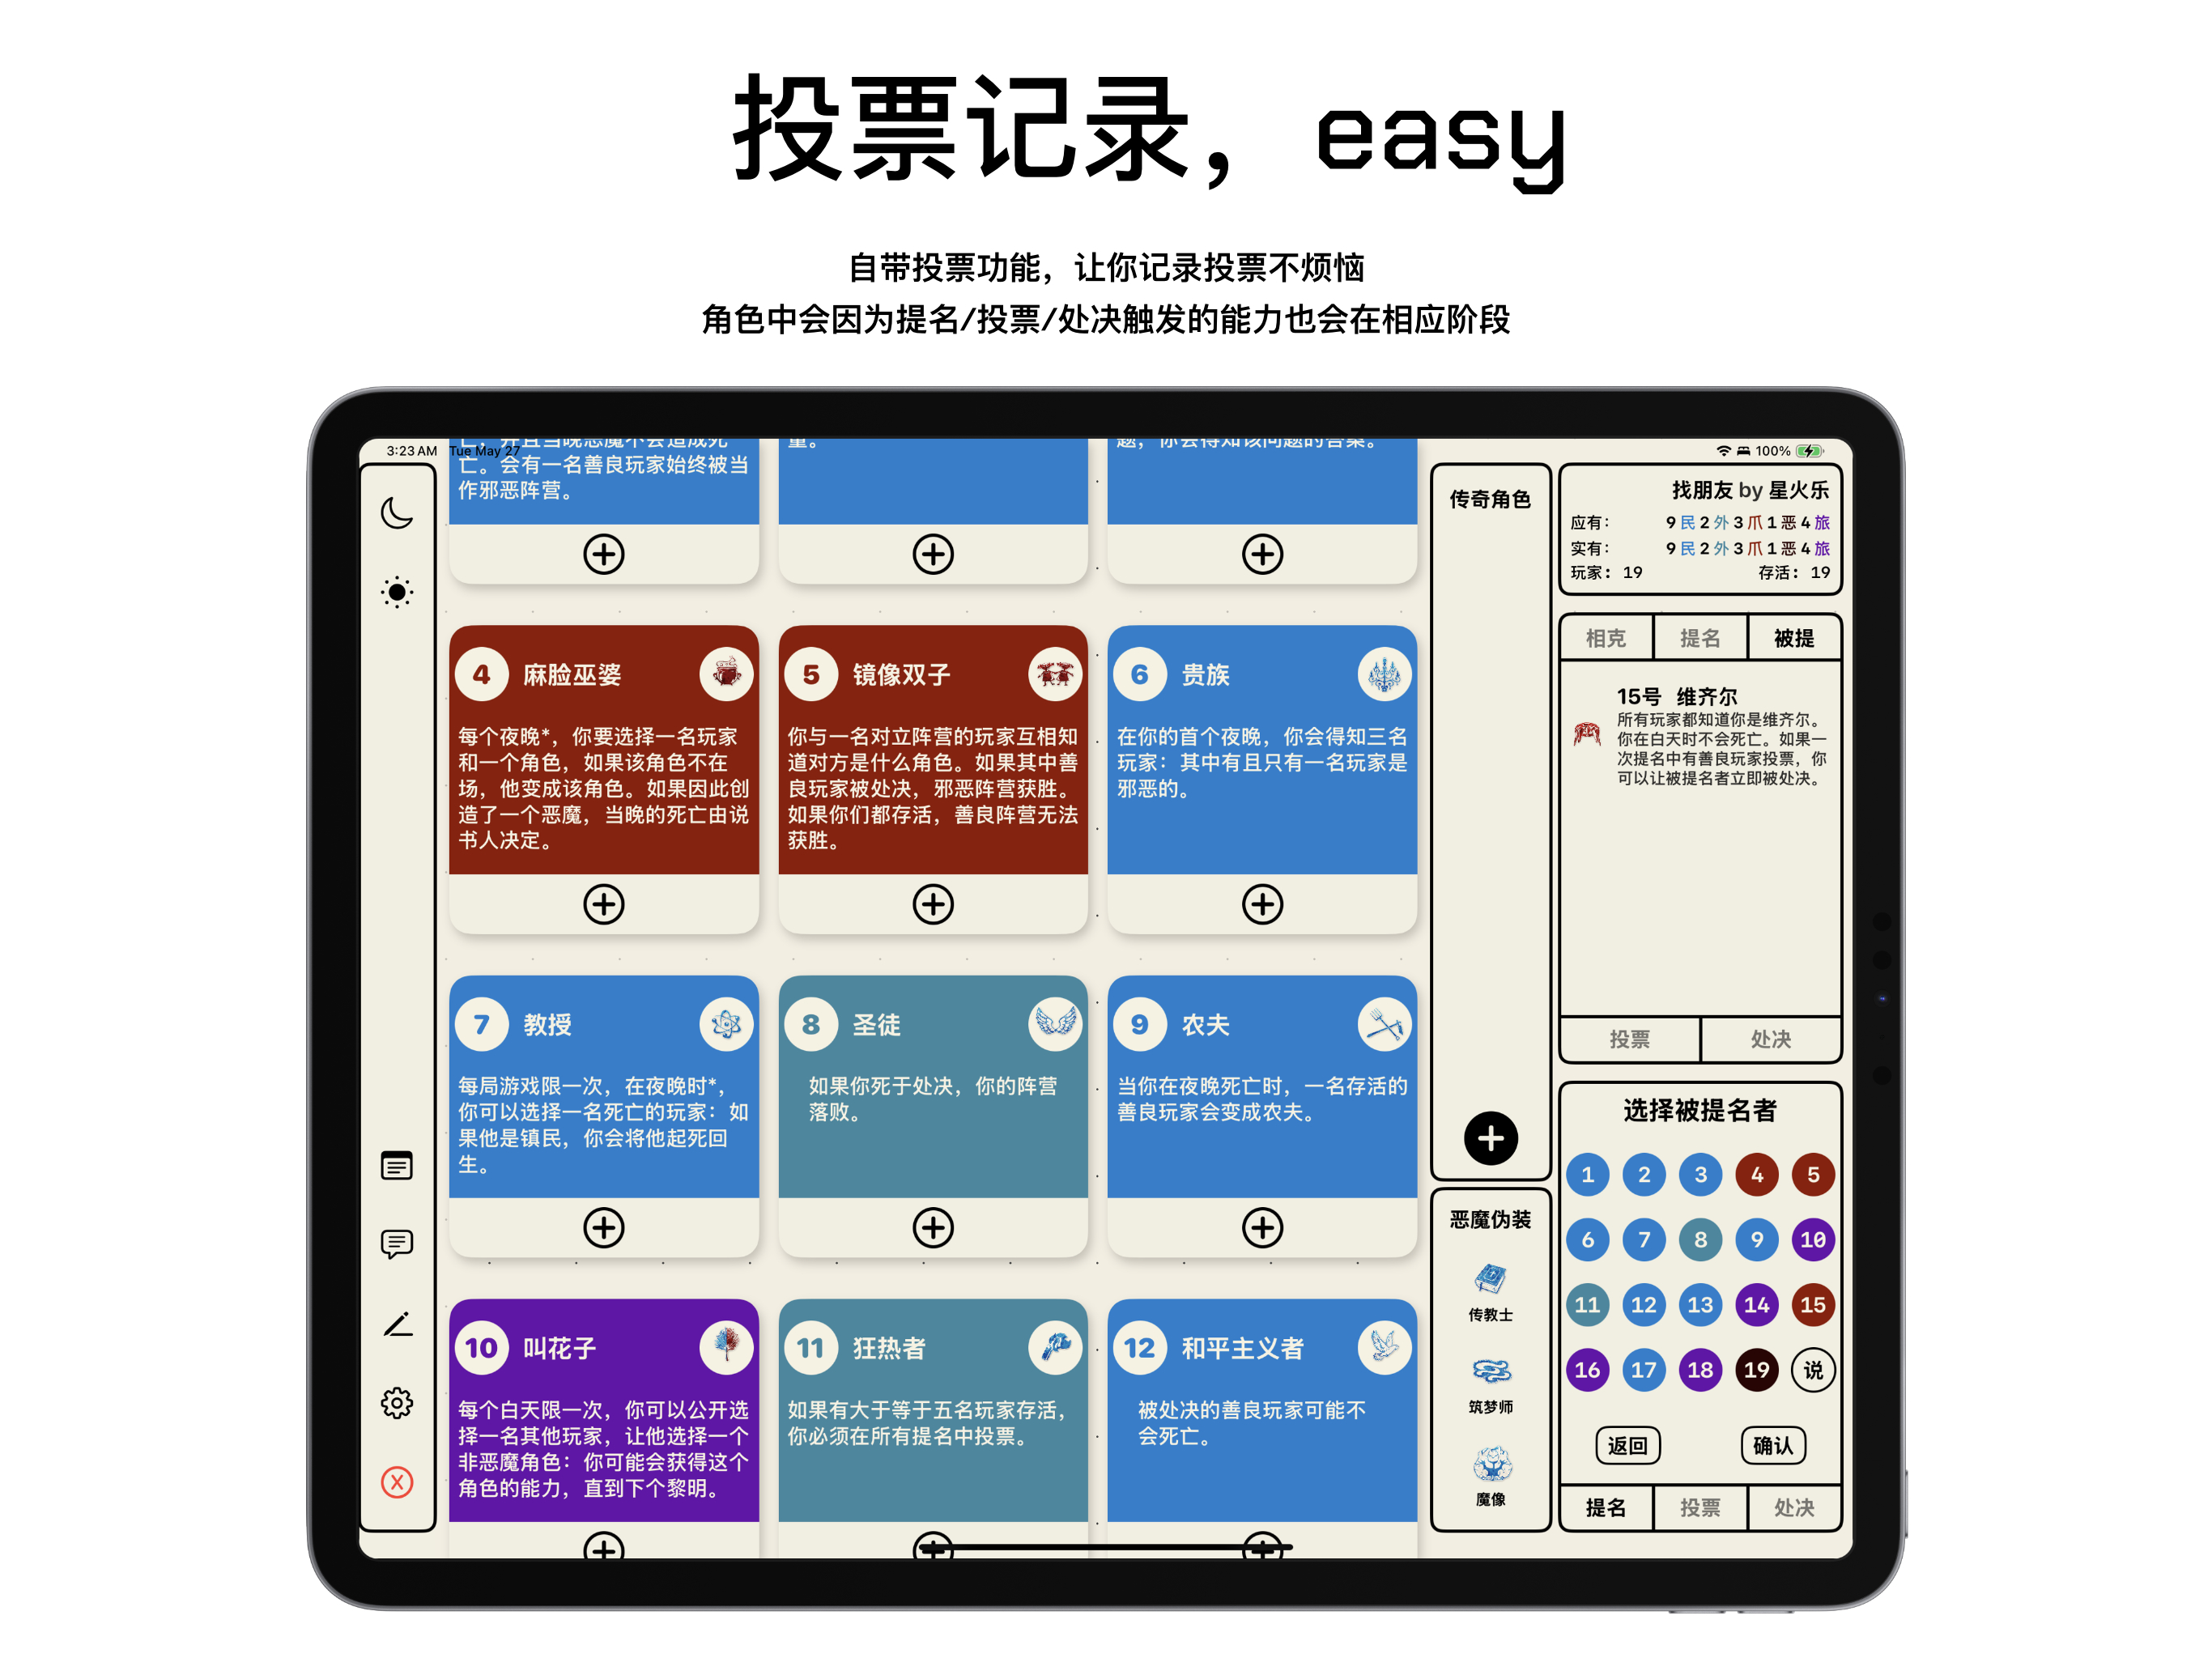 投票记录，easy
自带投票功能，让你记录投票不烦恼
角色中会因为提名/投票/处决触发的能力也会在相应阶段
3:23 AM Tue May 27
100%
亡，并且当晚恶魔不会造成死
亡。会有一名善良玩家始终被当
作邪恶阵营。
量。
题，你会得知该问题的答案。
4 麻脸巫婆
每个夜晚*，你要选择一名玩家
和一个角色，如果该角色不在
场，他变成该角色。如果因此创
造了一个恶魔，当晚的死亡由说
书人决定。
5 镜像双子
你与一名对立阵营的玩家互相知
道对方是什么角色。如果其中善
良玩家被处决，邪恶阵营获胜。
如果你们都存活，善良阵营无法
获胜。
6 贵族
在你的首个夜晚，你会得知三名
玩家：其中有且只有一名玩家是
邪恶的。
7 教授
每局游戏限一次，在夜晚时*，
你可以选择一名死亡的玩家：如
果他是镇民，你会将他起死回
生。
8 圣徒
如果你死于处决，你的阵营
落败。
9 农夫
当你在夜晚死亡时，一名存活的
善良玩家会变成农夫。
10 叫花子
每个白天限一次，你可以公开选
择一名其他玩家，让他选择一个
非恶魔角色：你可能会获得这个
角色的能力，直到下个黎明。
11 狂热者
如果有大于等于五名玩家存活，
你必须在所有提名中投票。
12 和平主义者
被处决的善良玩家可能不
会死亡。
传奇角色
恶魔伪装
传教士
筑梦师
魔像
找朋友 by 星火乐
应有： 9 民 2 外 3 爪 1 恶 4 旅
实有： 9 民 2 外 3 爪 1 恶 4 旅
玩家：19 存活：19
相克 提名 被提
15号 维齐尔
所有玩家都知道你是维齐尔。
你在白天时不会死亡。如果一
次提名中有善良玩家投票，你
可以让被提名者立即被处决。
投票 处决
选择被提名者
1 2 3 4 5
6 7 8 9 10
11 12 13 14 15
16 17 18 19 说
返回 确认
提名 投票 处决